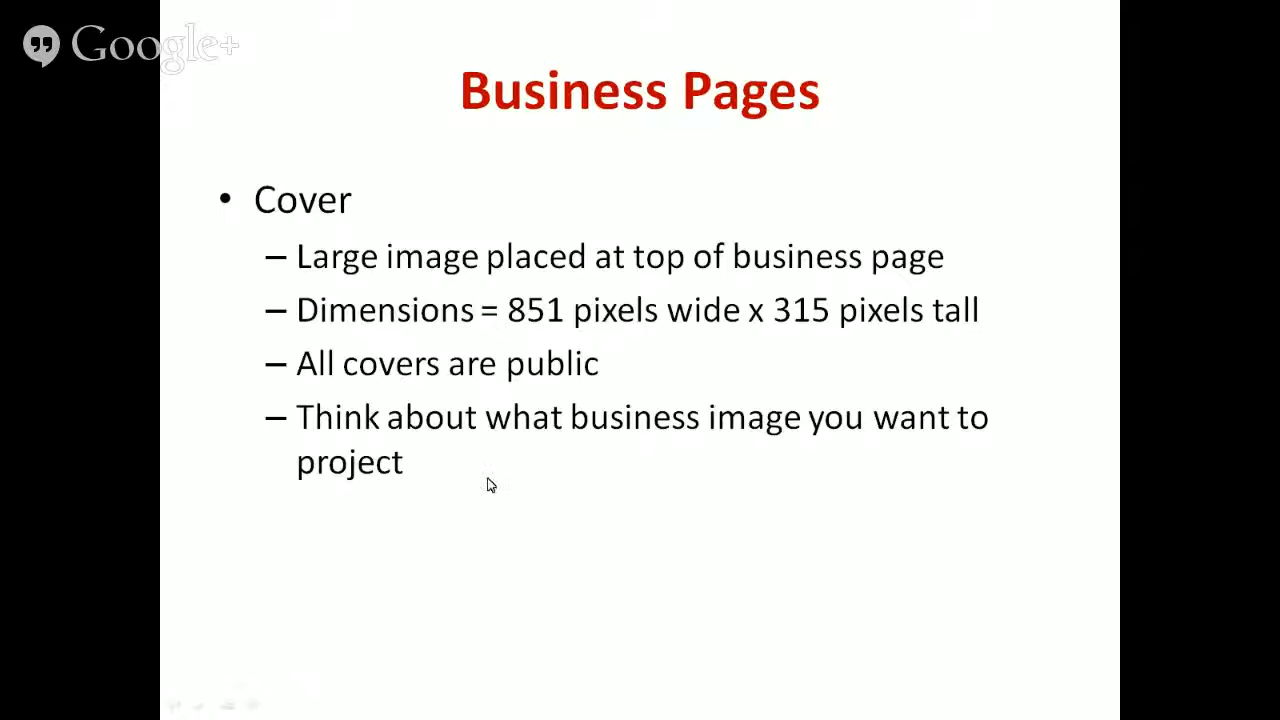 Google+
Business Pages
• Cover
– Large image placed at top of business page
– Dimensions = 851 pixels wide x 315 pixels tall
– All covers are public
– Think about what business image you want to
project